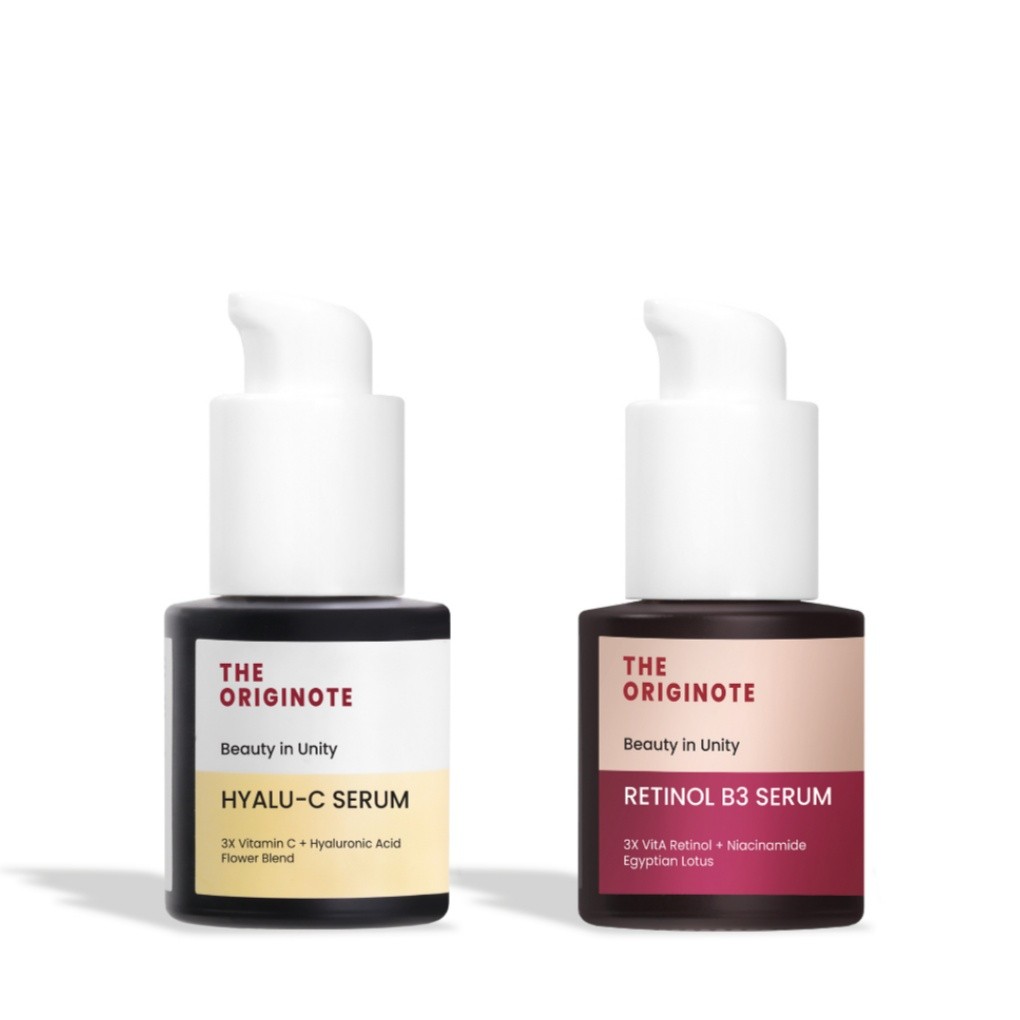 THE
ORIGINOTE
Beauty in Unity
HYALU-C SERUM
3X Vitamin C + Hyaluronic Acid
Flower Blend
THE
ORIGINOTE
Beauty in Unity
RETINOL B3 SERUM
3X VitA Retinol + Niacinamide
Egyptian Lotus